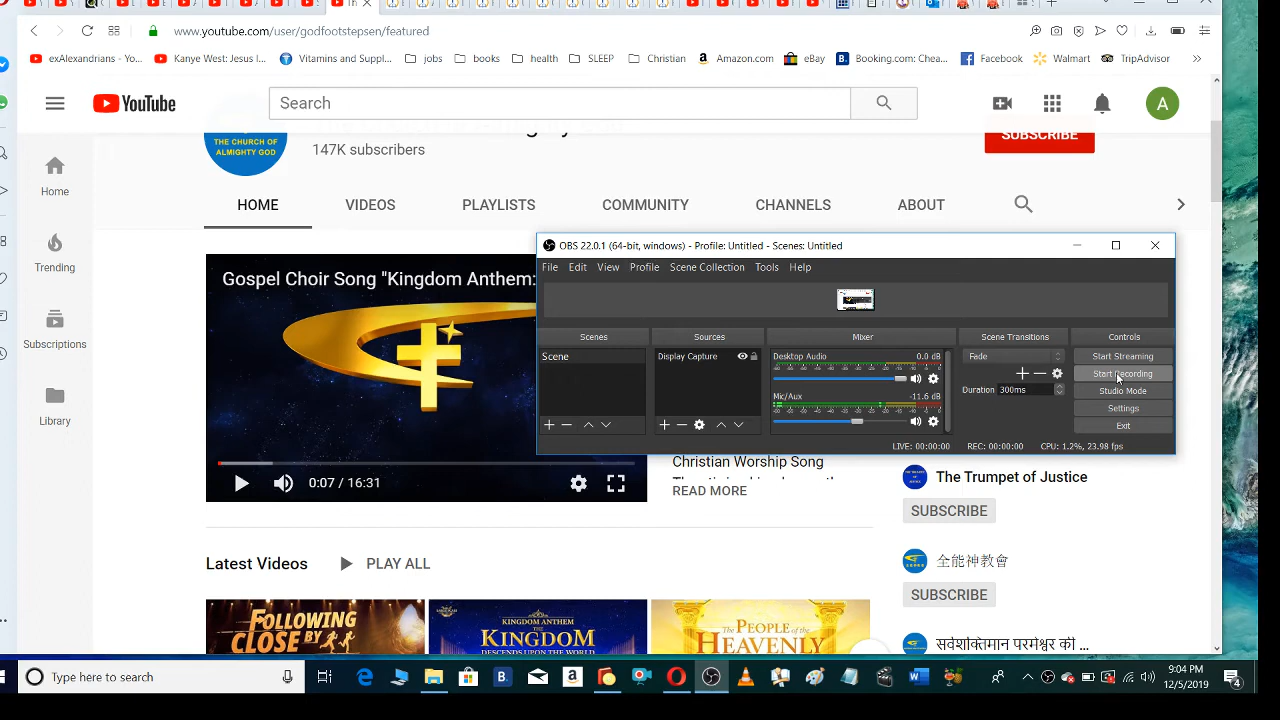 www.youtube.com/user/godfootstepsen/featured
exAlexandrians - Yo...
Kanye West: Jesus I...
Vitamins and Suppl...
jobs
books
health
SLEEP
Christian
Amazon.com
eBay
Booking.com: Chea...
Facebook
Walmart
TripAdvisor
YouTube
Search
A
THE CHURCH OF
ALMIGHTY GOD
147K subscribers
SUBSCRIBE
Home
Trending
Subscriptions
Library
HOME
VIDEOS
PLAYLISTS
COMMUNITY
CHANNELS
ABOUT
Gospel Choir Song "Kingdom Anthem:
0:07 / 16:31
OBS 22.0.1 (64-bit, windows) - Profile: Untitled - Scenes: Untitled
File
Edit
View
Profile
Scene Collection
Tools
Help
Scenes
Sources
Mixer
Scene Transitions
Controls
Scene
Display Capture
Desktop Audio
0.0 dB
Mic/Aux
-11.6 dB
Fade
Duration
300ms
Start Streaming
Start Recording
Studio Mode
Settings
Exit
LIVE: 00:00:00
REC: 00:00:00
CPU: 1.2%, 23.98 fps
Christian Worship Song
READ MORE
The Trumpet of Justice
SUBSCRIBE
全能神教會
SUBSCRIBE
सर्वशक्तिमान परमेश्वर की ...
Latest Videos
PLAY ALL
FOLLOWING
CLOSE BY
KINGDOM ANTHEM
THE KINGDOM
DESCENDS UPON THE WORLD
The People of the
HEAVENLY
Type here to search
9:04 PM
12/5/2019
4